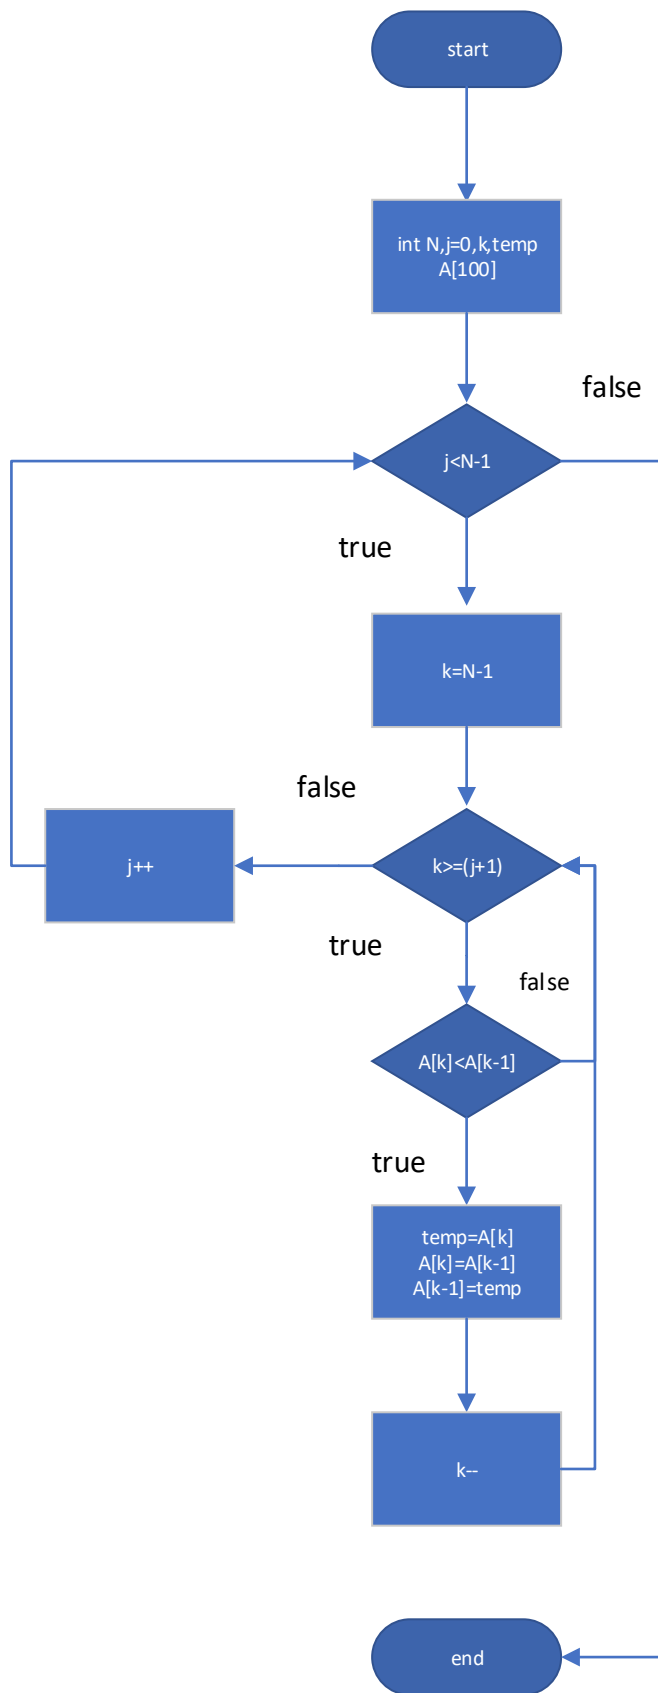 start
int N,j=0,k,temp
A[100]
false
j<N-1
true
k=N-1
false
j++
k>=(j+1)
true
false
A[k]<A[k-1]
true
temp=A[k]
A[k]=A[k-1]
A[k-1]=temp
k--
end